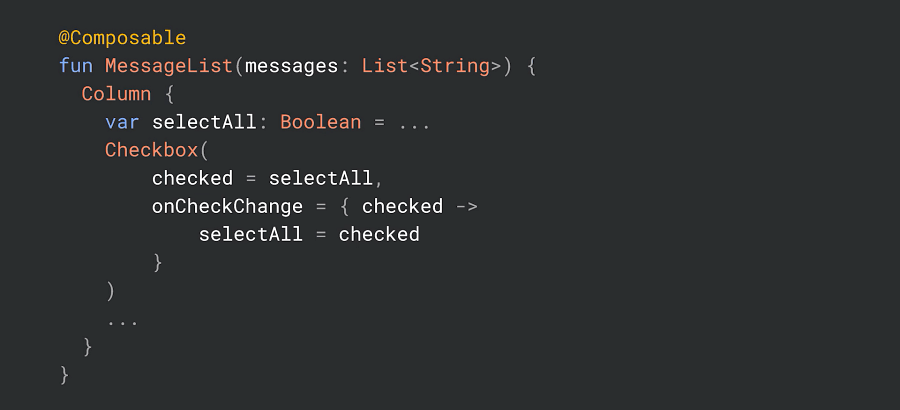 @Composable
fun MessageList(messages: List<String>) {
  Column {
    var selectAll: Boolean = ...
    Checkbox(
        checked = selectAll,
        onCheckChange = { checked ->
            selectAll = checked
        }
    )
    ...
  }
}